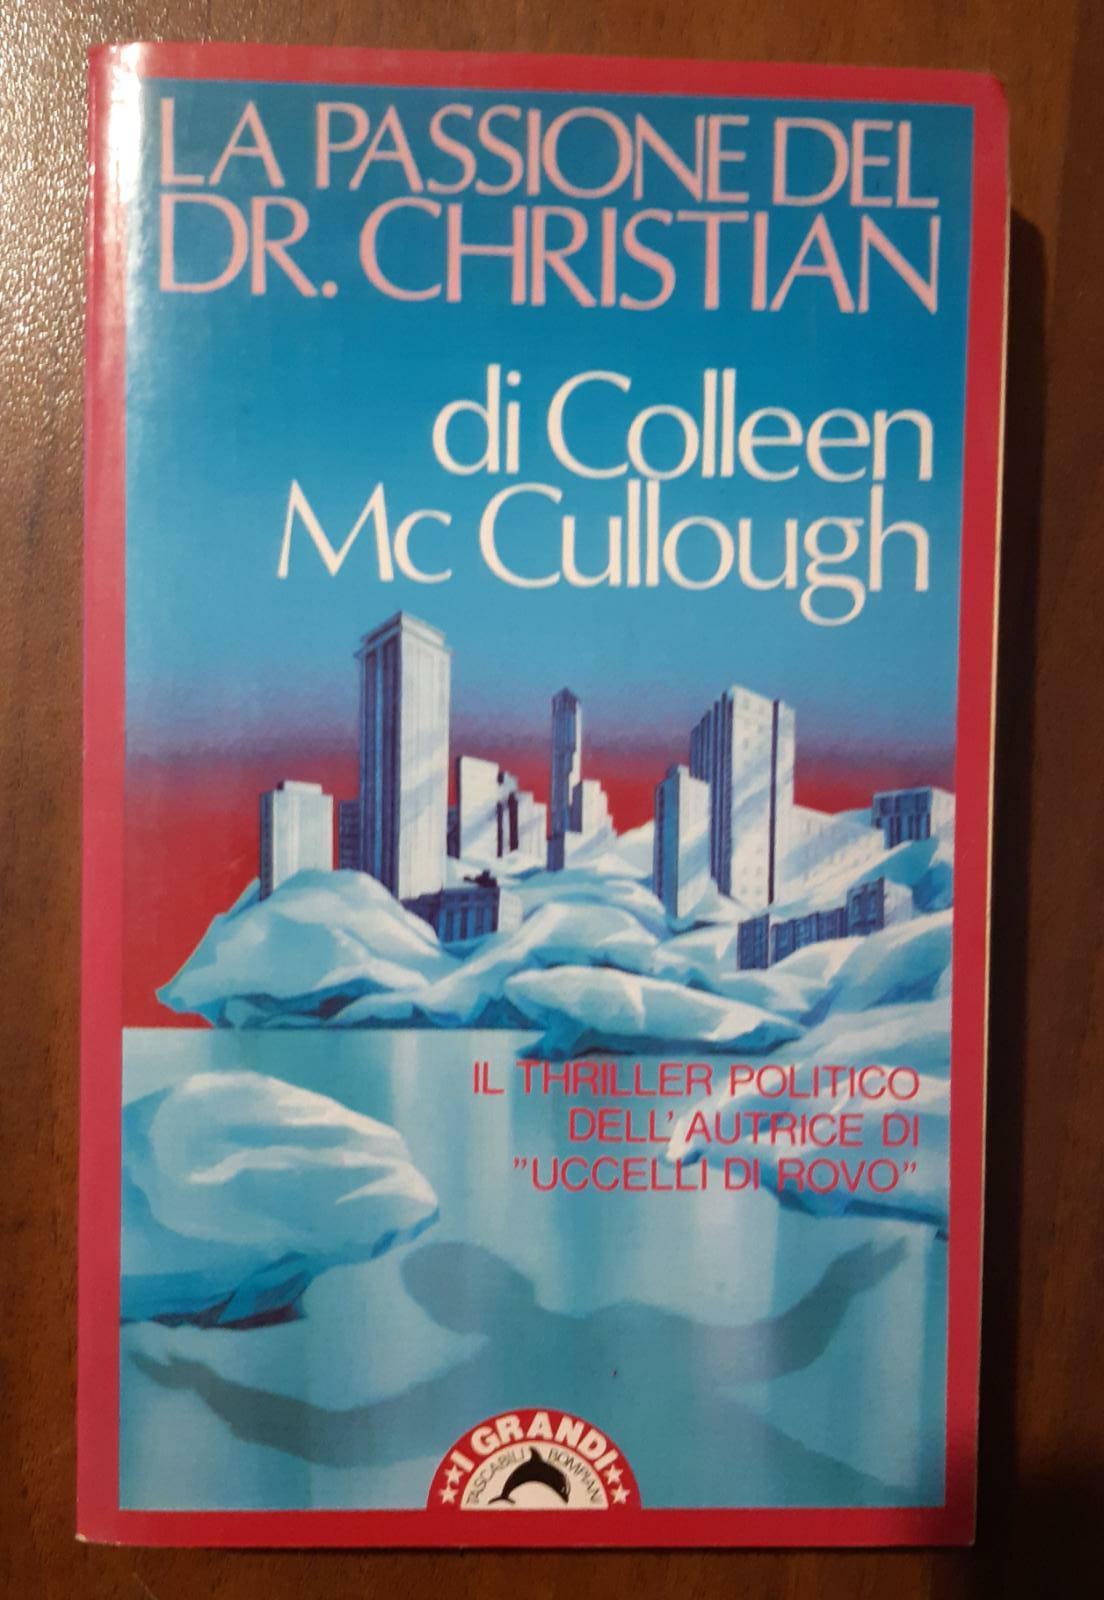 LA PASSIONE DEL
DR. CHRISTIAN
di Colleen
Mc Cullough
IL THRILLER POLITICO
DELL'AUTRICE DI
"UCCELLI DI ROVO"
I GRANDI
TASCABILI BOMPIANI